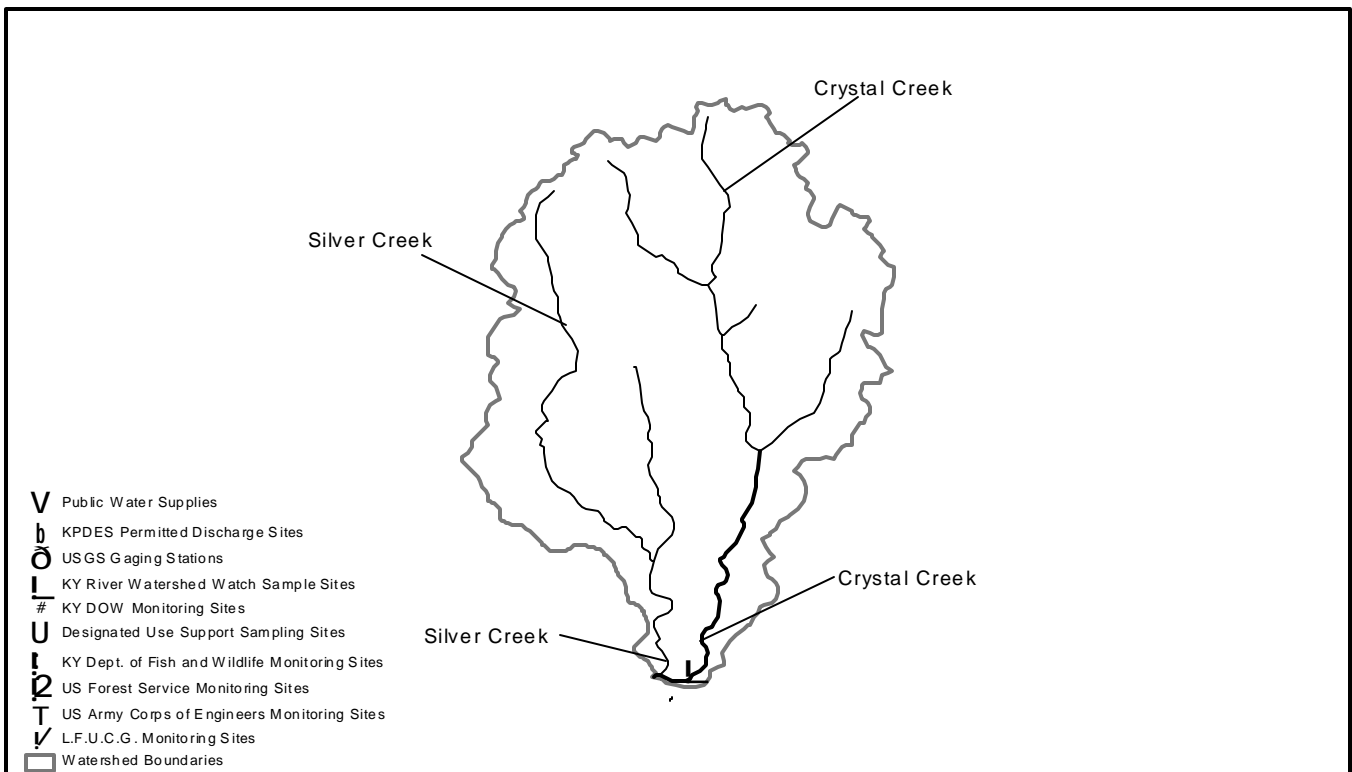 Crystal Creek
Silver Creek
Crystal Creek
Silver Creek
V Public Water Supplies
KPDES Permitted Discharge Sites
USGS Gaging Stations
KY River Watershed Watch Sample Sites
# KY DOW Monitoring Sites
U Designated Use Support Sampling Sites
KY Dept. of Fish and Wildlife Monitoring Sites
US Forest Service Monitoring Sites
T US Army Corps of Engineers Monitoring Sites
L.F.U.C.G. Monitoring Sites
Watershed Boundaries